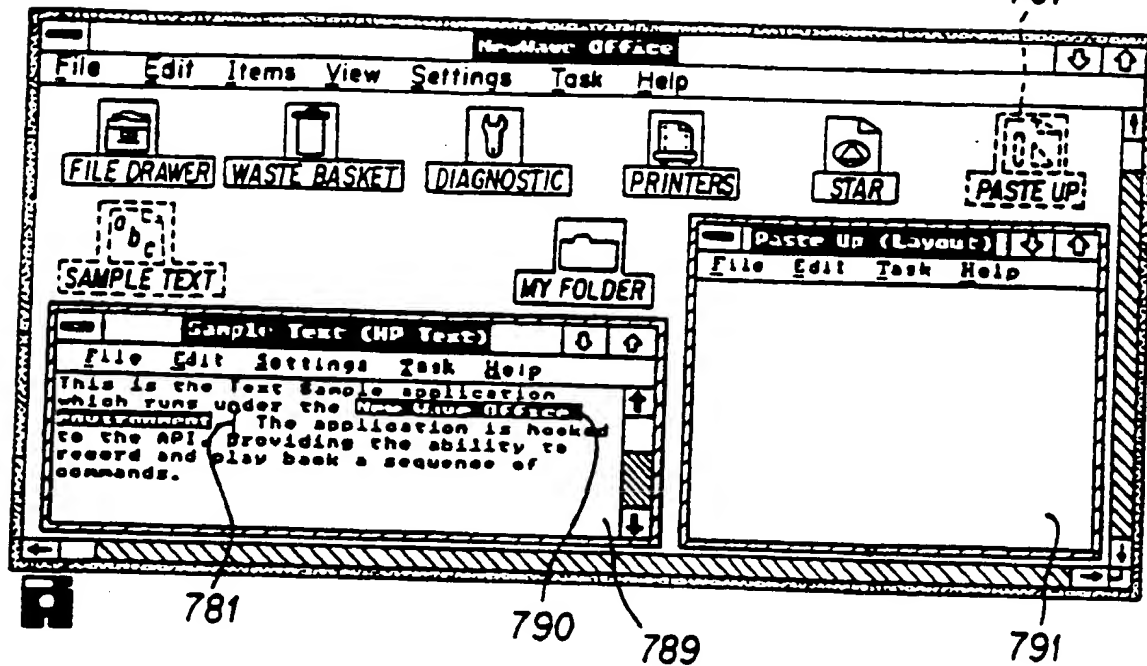 NewWave Office
File Edit Items View Settings Task Help
FILE DRAWER WASTE BASKET DIAGNOSTIC PRINTERS STAR PASTE UP
SAMPLE TEXT MY FOLDER
abc
Paste Up (Layout)
File Edit Task Help
Sample Text (HP Text)
File Edit Settings Task Help
This is the Text Sample application
which runs under the New Wave Office
environment. The application is hooked
to the API, providing the ability to
record and play back a sequence of
commands.
781 790 789 791